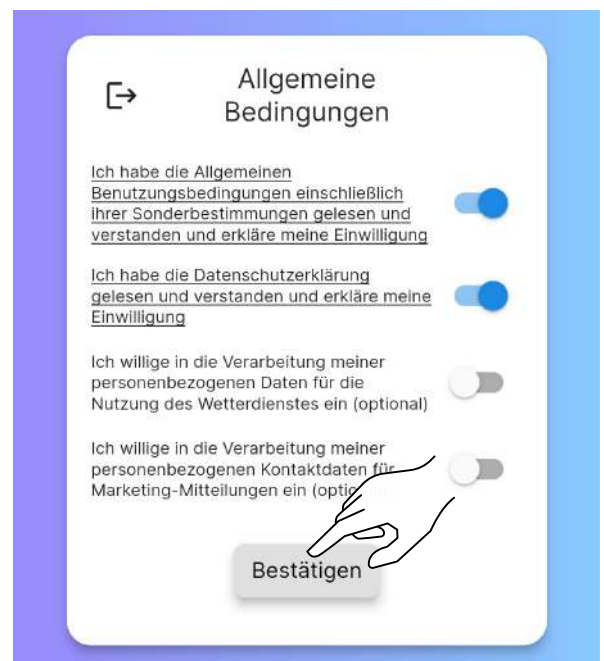 Allgemeine
Bedingungen
Ich habe die Allgemeinen
Benutzungsbedingungen einschließlich
ihrer Sonderbestimmungen gelesen und
verstanden und erkläre meine Einwilligung
Ich habe die Datenschutzerklärung
gelesen und verstanden und erkläre meine
Einwilligung
Ich willige in die Verarbeitung meiner
personenbezogenen Daten für die
Nutzung des Wetterdienstes ein (optional)
Ich willige in die Verarbeitung meiner
personenbezogenen Kontaktdaten für
Marketing-Mitteilungen ein
Bestätigen